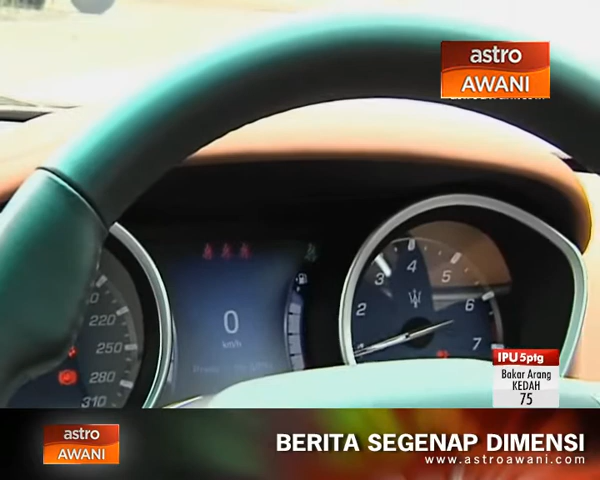 astro
AWANI
220
250
280
310
0
km/h
2
3
4
5
6
7
IPU 5ptg
Bakar Arang
KEDAH
75
astro
AWANI
BERITA SEGENAP DIMENSI
www.astroawani.com